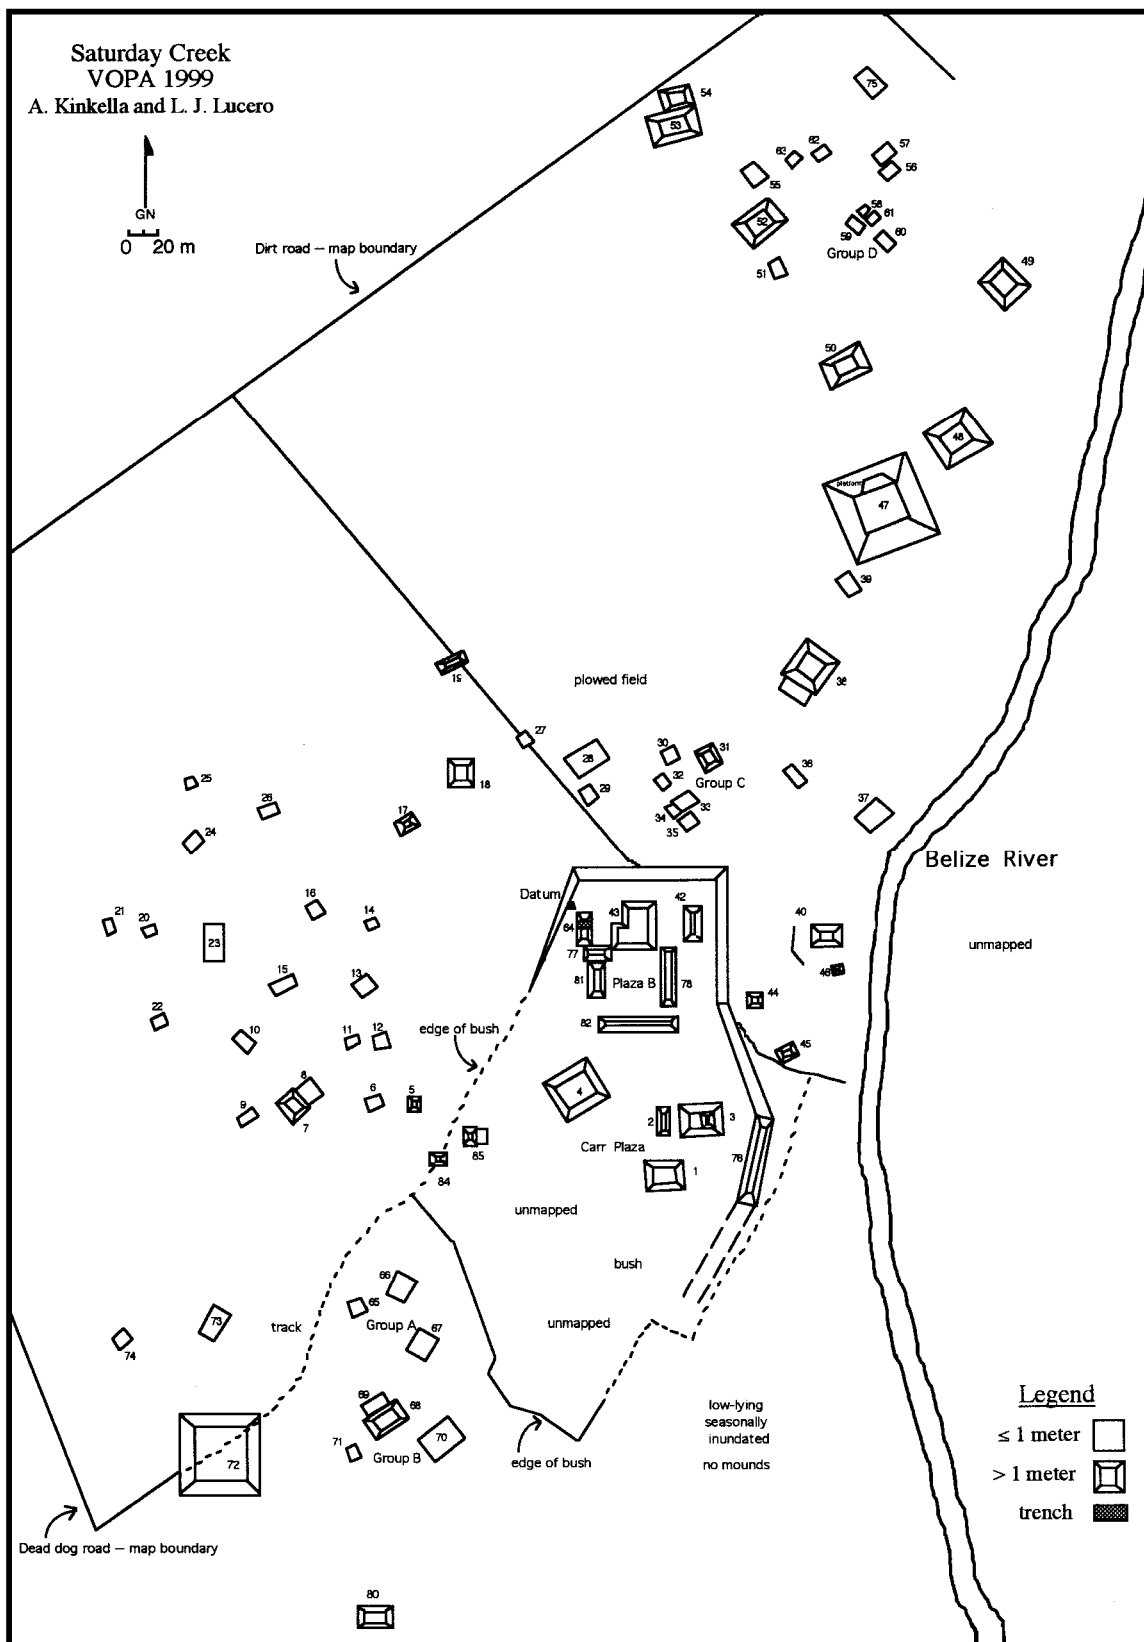 Saturday Creek
VOPA 1999
A. Kinkella and L. J. Lucero
GN
0 20 m
Dirt road – map boundary
54
53
75
63
62
57
56
55
52
58
61
59
60
Group D
51
49
50
48
platform
47
39
38
19
plowed field
27
28
30
31
32
Group C
29
33
34
35
36
37
18
25
26
17
24
Belize River
Datum
16
14
21
20
23
64
43
42
40
unmapped
77
46
15
13
81
Plaza B
78
44
22
82
10
11
12
edge of bush
45
8
4
9
7
6
5
2
3
85
Carr Plaza
76
84
1
unmapped
bush
66
65
Group A
67
unmapped
73
track
74
69
68
low-lying
seasonally
inundated
no mounds
71
70
Group B
edge of bush
72
Legend
≤ 1 meter
> 1 meter
trench
Dead dog road – map boundary
80